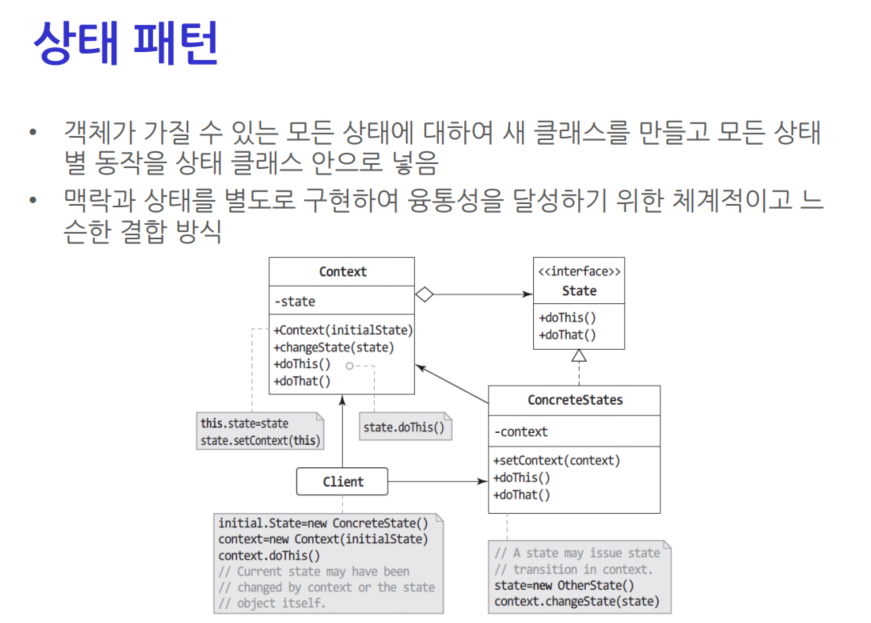 상태 패턴
• 객체가 가질 수 있는 모든 상태에 대하여 새 클래스를 만들고 모든 상태
별 동작을 상태 클래스 안으로 넣음
• 맥락과 상태를 별도로 구현하여 융통성을 달성하기 위한 체계적이고 느
슨한 결합 방식
Context
-state
+Context(initialState)
+changeState(state)
+doThis()
+doThat()
<<interface>>
State
+doThis()
+doThat()
this.state=state
state.setContext(this)
state.doThis()
ConcreteStates
-context
+setContext(context)
+doThis()
+doThat()
Client
initial.State=new ConcreteState()
context=new Context(initialState)
context.doThis()
// Current state may have been
// changed by context or the state
// object itself.
// A state may issue state
// transition in context.
state=new OtherState()
context.changeState(state)